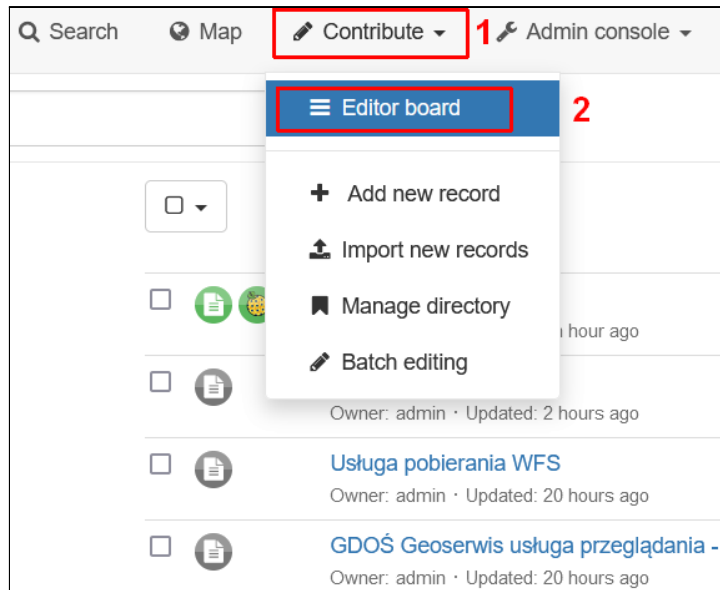 Search Map Contribute 1 Admin console
Editor board 2
Add new record
Import new records
Manage directory
hour ago
Batch editing
Owner: admin · Updated: 2 hours ago
Usługa pobierania WFS
Owner: admin · Updated: 20 hours ago
GDOŚ Geoserwis usługa przeglądania -
Owner: admin · Updated: 20 hours ago